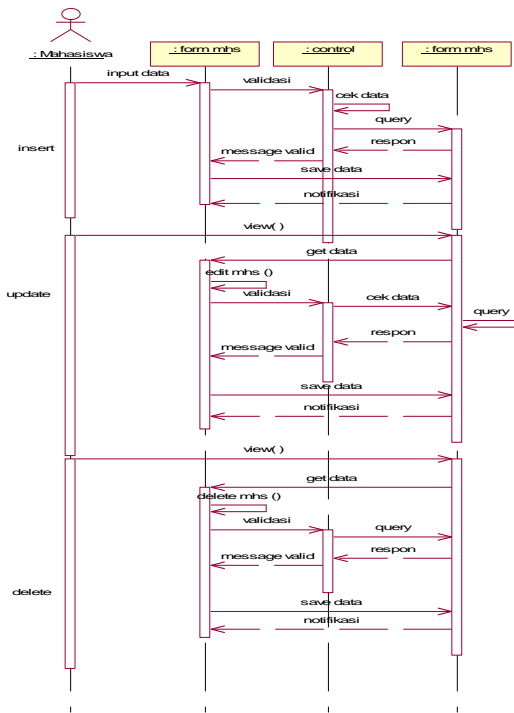 : Mahasiswa
: form mhs
: control
: form mhs
input data
validasi
cek data
query
insert
respon
message valid
save data
notifikasi
view( )
get data
edit mhs ()
update
validasi
cek data
query
respon
message valid
save data
notifikasi
view( )
get data
delete mhs ()
validasi
query
respon
message valid
delete
save data
notifikasi